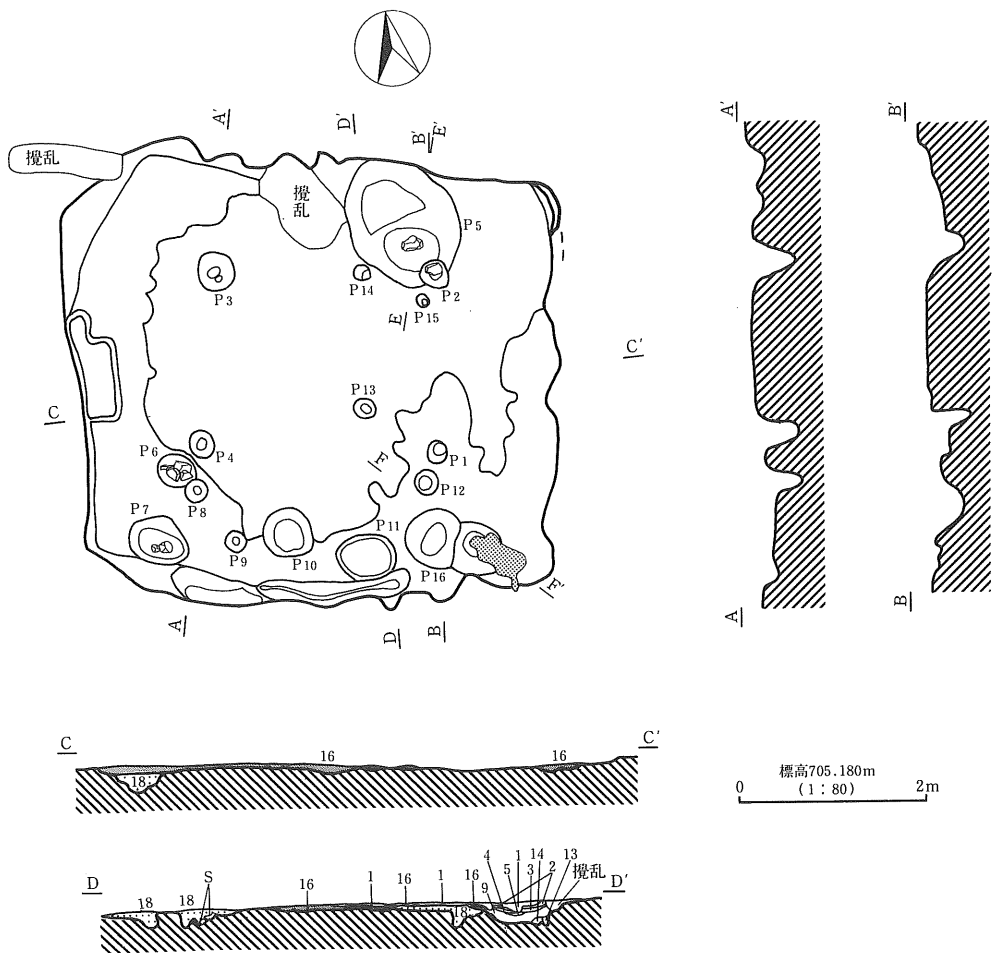 A'
D'
B'
E'
攪乱
攪乱
P5
P3
P14
P2
P15
E
C'
C
P13
P6
P4
F
P1
P8
P12
P7
P9
P10
P11
P16
F'
A
D
B
A'
B'
A
B
C
C'
16
16
18
標高705.180m
(1：80)
0
2m
D
D'
S
18
18
16
1
16
1
16
18
9
4
5
1
3
14
2
13
攪乱